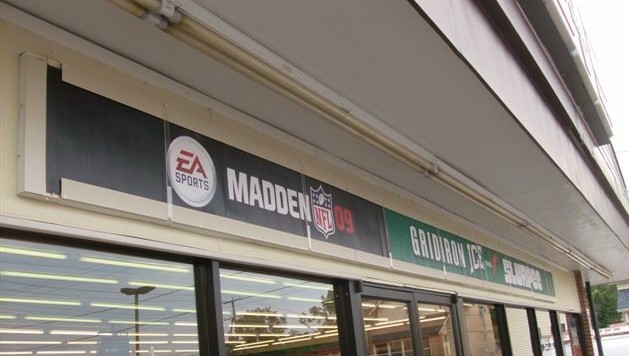 EA
SPORTS
MADDEN NFL 09
GRIDIRON ICE
SLURPEE